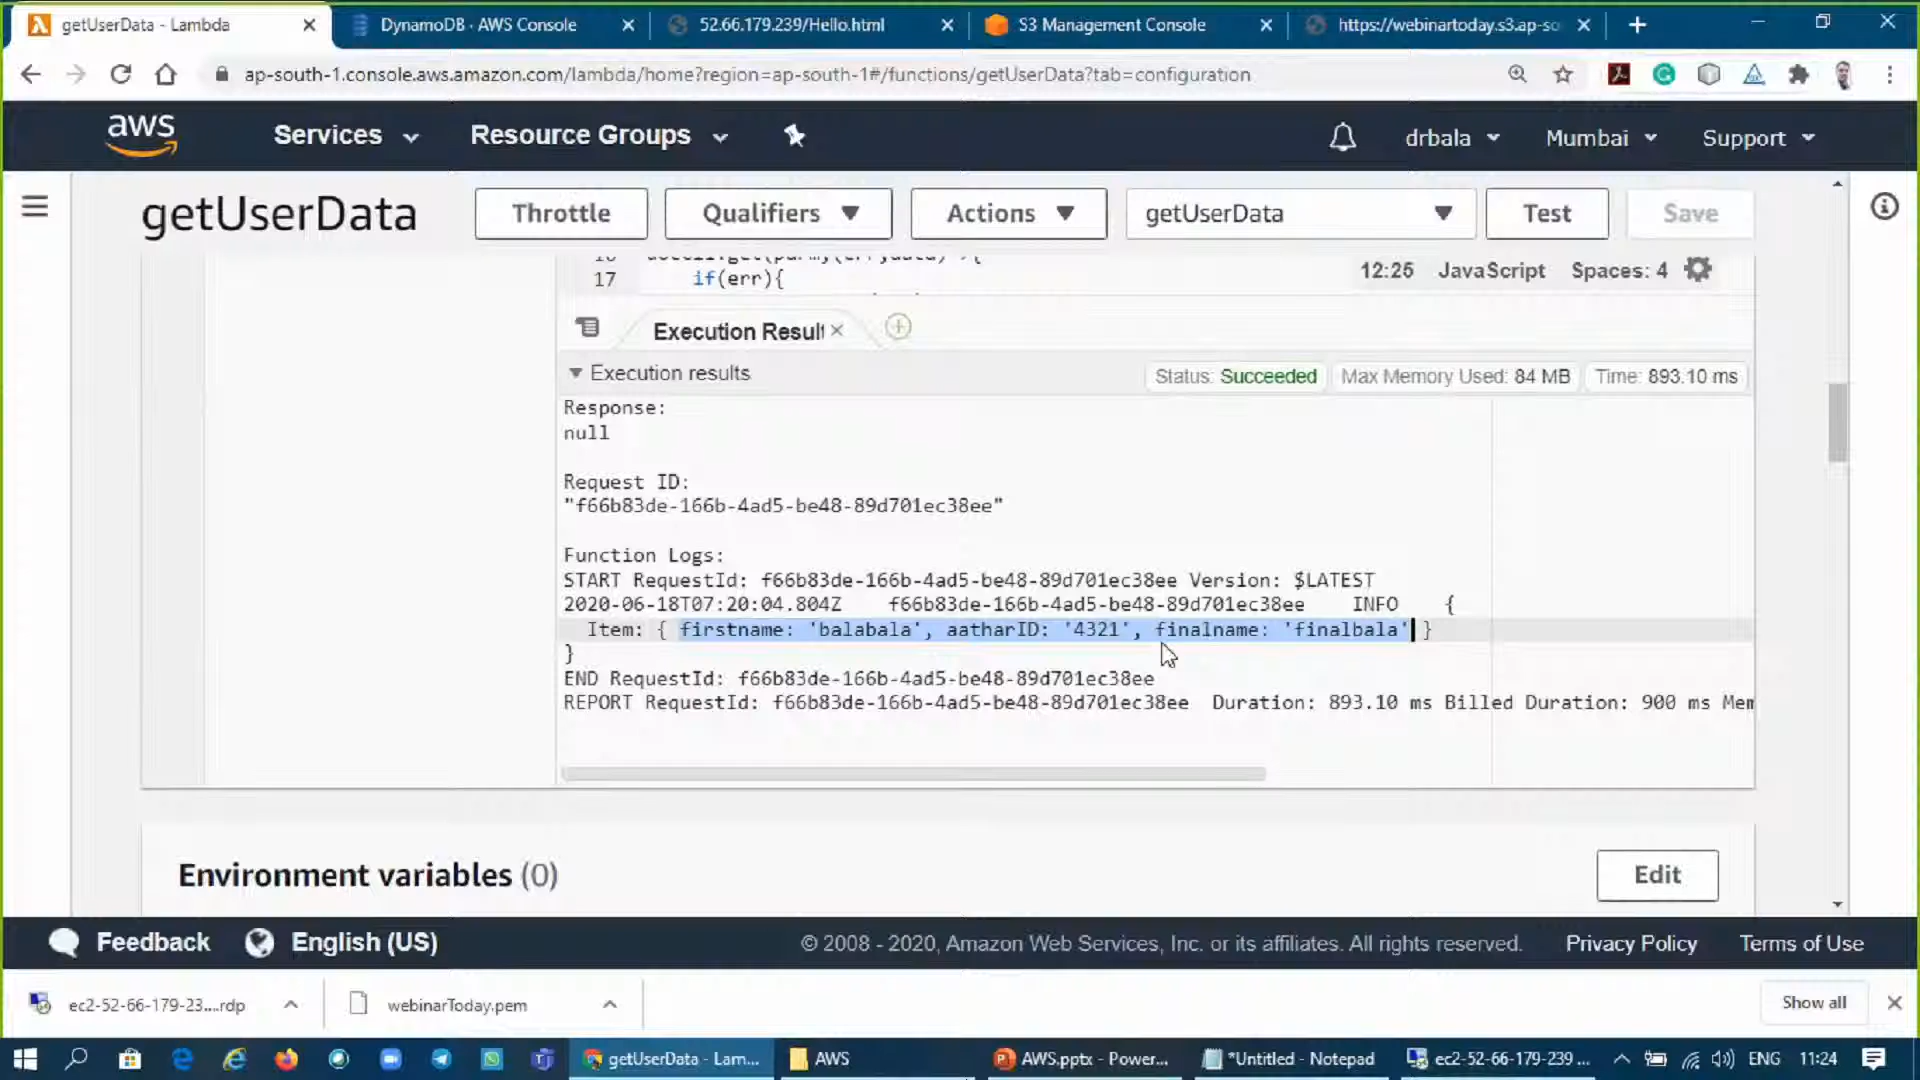 getUserData - Lambda
DynamoDB · AWS Console
52.66.179.239/Hello.html
S3 Management Console
https://webinartoday.s3.ap-so
ap-south-1.console.aws.amazon.com/lambda/home?region=ap-south-1#/functions/getUserData?tab=configuration
aws
Services
Resource Groups
drbala
Mumbai
Support
getUserData
Throttle
Qualifiers
Actions
getUserData
Test
Save
17 if(err){
12:25 JavaScript Spaces: 4
Execution Result
Execution results
Status: Succeeded
Max Memory Used: 84 MB
Time: 893.10 ms
Response:
null
Request ID:
"f66b83de-166b-4ad5-be48-89d701ec38ee"
Function Logs:
START RequestId: f66b83de-166b-4ad5-be48-89d701ec38ee Version: $LATEST
2020-06-18T07:20:04.804Z f66b83de-166b-4ad5-be48-89d701ec38ee INFO {
Item: { firstname: 'balabala', aatharID: '4321', finalname: 'finalbala' }
}
END RequestId: f66b83de-166b-4ad5-be48-89d701ec38ee
REPORT RequestId: f66b83de-166b-4ad5-be48-89d701ec38ee Duration: 893.10 ms Billed Duration: 900 ms Mem
Environment variables (0)
Edit
Feedback
English (US)
© 2008 - 2020, Amazon Web Services, Inc. or its affiliates. All rights reserved.
Privacy Policy
Terms of Use
ec2-52-66-179-23....rdp
webinarToday.pem
Show all
getUserData - Lam...
AWS
AWS.pptx - Power...
*Untitled - Notepad
ec2-52-66-179-239 ...
ENG
11:24